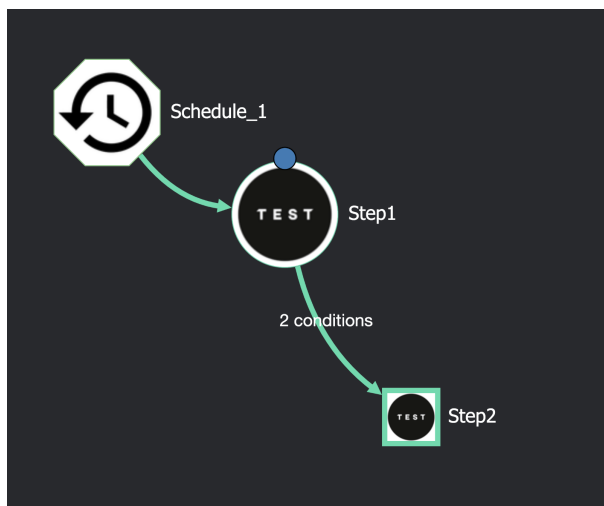 Schedule_1
TEST
Step1
2 conditions
TEST
Step2